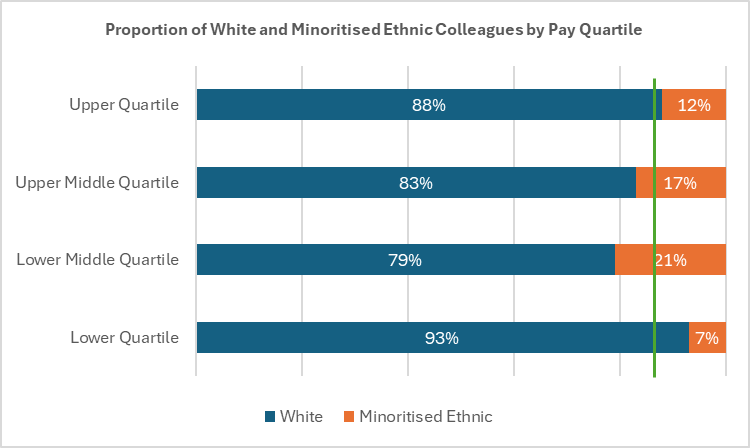 Proportion of White and Minoritised Ethnic Colleagues by Pay Quartile
Upper Quartile 88% 12%
Upper Middle Quartile 83% 17%
Lower Middle Quartile 79% 21%
Lower Quartile 93% 7%
White Minoritised Ethnic